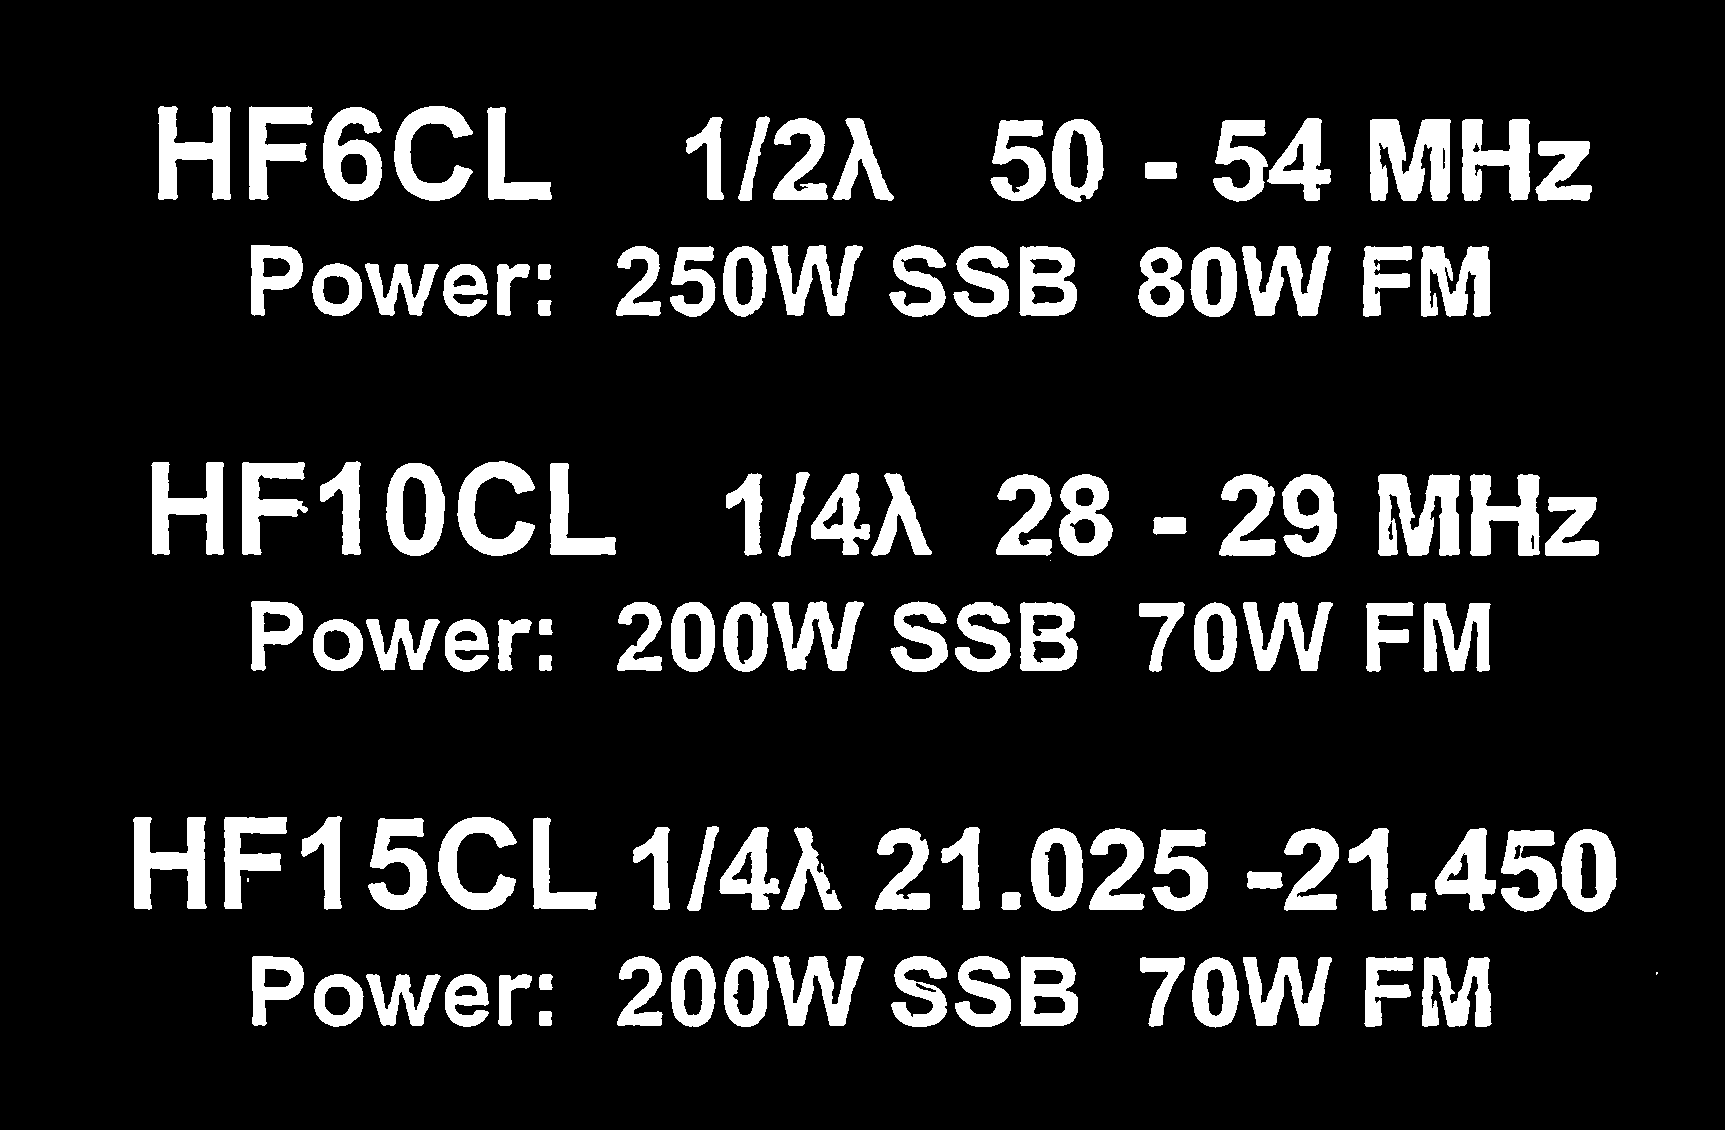 HF6CL 1/2λ 50 - 54 MHz
Power: 250W SSB 80W FM
HF10CL 1/4λ 28 - 29 MHz
Power: 200W SSB 70W FM
HF15CL 1/4λ 21.025 -21.450
Power: 200W SSB 70W FM